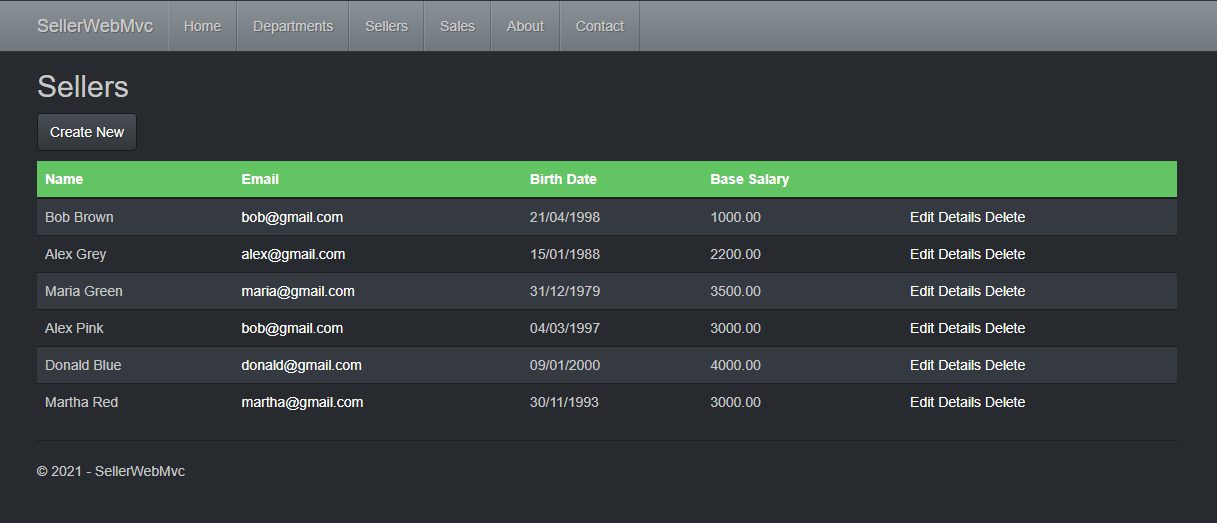 SellerWebMvc Home Departments Sellers Sales About Contact
Sellers
Create New
Name Email Birth Date Base Salary
Bob Brown bob@gmail.com 21/04/1998 1000.00 Edit Details Delete
Alex Grey alex@gmail.com 15/01/1988 2200.00 Edit Details Delete
Maria Green maria@gmail.com 31/12/1979 3500.00 Edit Details Delete
Alex Pink bob@gmail.com 04/03/1997 3000.00 Edit Details Delete
Donald Blue donald@gmail.com 09/01/2000 4000.00 Edit Details Delete
Martha Red martha@gmail.com 30/11/1993 3000.00 Edit Details Delete
© 2021 - SellerWebMvc